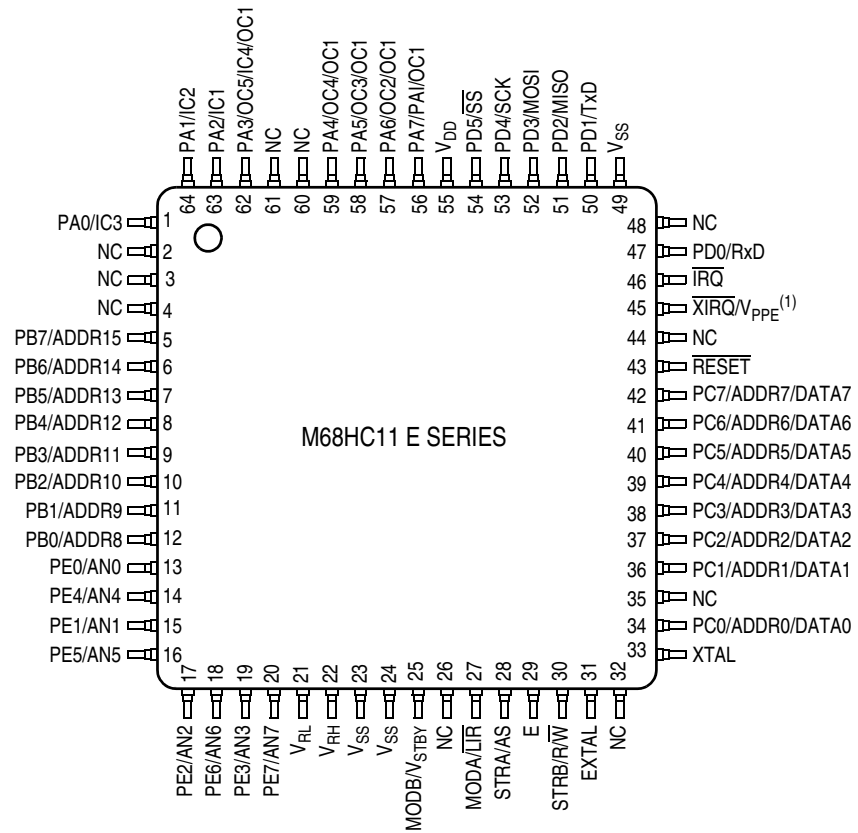 PA1/IC2
PA2/IC1
PA3/OC5/IC4/OC1
NC
NC
PA4/OC4/OC1
PA5/OC3/OC1
PA6/OC2/OC1
PA7/PAI/OC1
VDD
PD5/SS
PD4/SCK
PD3/MOSI
PD2/MISO
PD1/TxD
VSS
64
63
62
61
60
59
58
57
56
55
54
53
52
51
50
49
PA0/IC3 1
NC 2
NC 3
NC 4
PB7/ADDR15 5
PB6/ADDR14 6
PB5/ADDR13 7
PB4/ADDR12 8
PB3/ADDR11 9
PB2/ADDR10 10
PB1/ADDR9 11
PB0/ADDR8 12
PE0/AN0 13
PE4/AN4 14
PE1/AN1 15
PE5/AN5 16
M68HC11 E SERIES
48 NC
47 PD0/RxD
46 IRQ
45 XIRQ/VPPE(1)
44 NC
43 RESET
42 PC7/ADDR7/DATA7
41 PC6/ADDR6/DATA6
40 PC5/ADDR5/DATA5
39 PC4/ADDR4/DATA4
38 PC3/ADDR3/DATA3
37 PC2/ADDR2/DATA2
36 PC1/ADDR1/DATA1
35 NC
34 PC0/ADDR0/DATA0
33 XTAL
17
18
19
20
21
22
23
24
25
26
27
28
29
30
31
32
PE2/AN2
PE6/AN6
PE3/AN3
PE7/AN7
VRL
VRH
VSS
VSS
MODB/VSTBY
NC
MODA/LIR
STRA/AS
E
STRB/R/W
EXTAL
NC